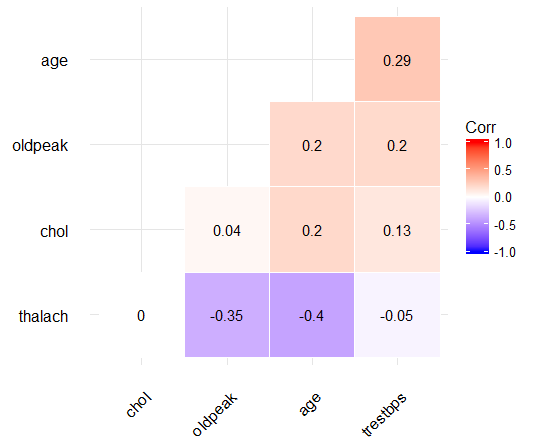 age 0.29
Corr
oldpeak 0.2 0.2
1.0
0.5
0.0
-0.5
-1.0
chol 0.04 0.2 0.13
thalach 0 -0.35 -0.4 -0.05
chol oldpeak age trestbps